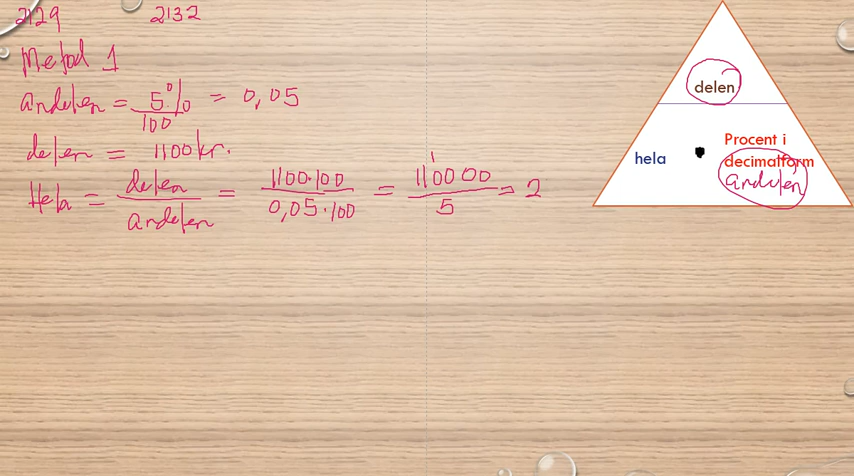 2129 2132
Metod 1
andelen = 5% / 100 = 0,05
delen = 1100 kr.
Hela = delen / andelen = 1100·100 / 0,05·100 = 110000 / 5 = 2
delen
hela · Procent i decimalform
andelen